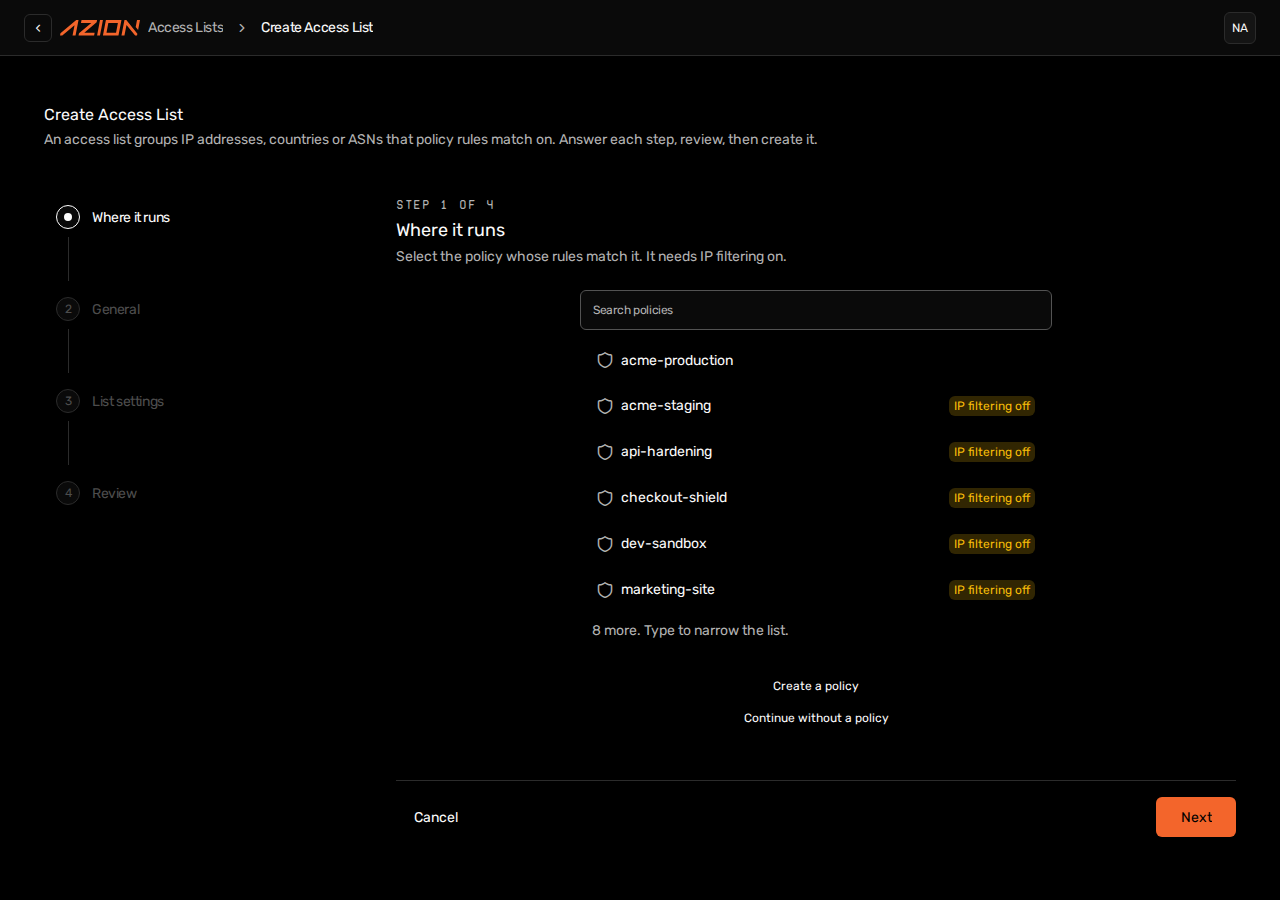 AZION Access Lists Create Access List NA
Create Access List
An access list groups IP addresses, countries or ASNs that policy rules match on. Answer each step, review, then create it.
Where it runs
2 General
3 List settings
4 Review
STEP 1 OF 4
Where it runs
Select the policy whose rules match it. It needs IP filtering on.
Search policies
acme-production
acme-staging IP filtering off
api-hardening IP filtering off
checkout-shield IP filtering off
dev-sandbox IP filtering off
marketing-site IP filtering off
8 more. Type to narrow the list.
Create a policy
Continue without a policy
Cancel Next